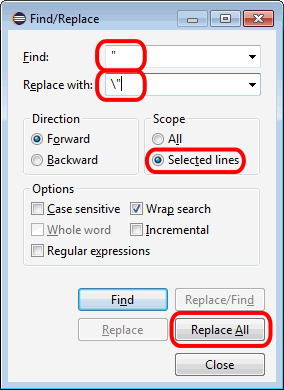 Find/Replace
Find: "
Replace with: \"
Direction
Scope
Forward
All
Backward
Selected lines
Options
Case sensitive
Wrap search
Whole word
Incremental
Regular expressions
Find
Replace/Find
Replace
Replace All
Close